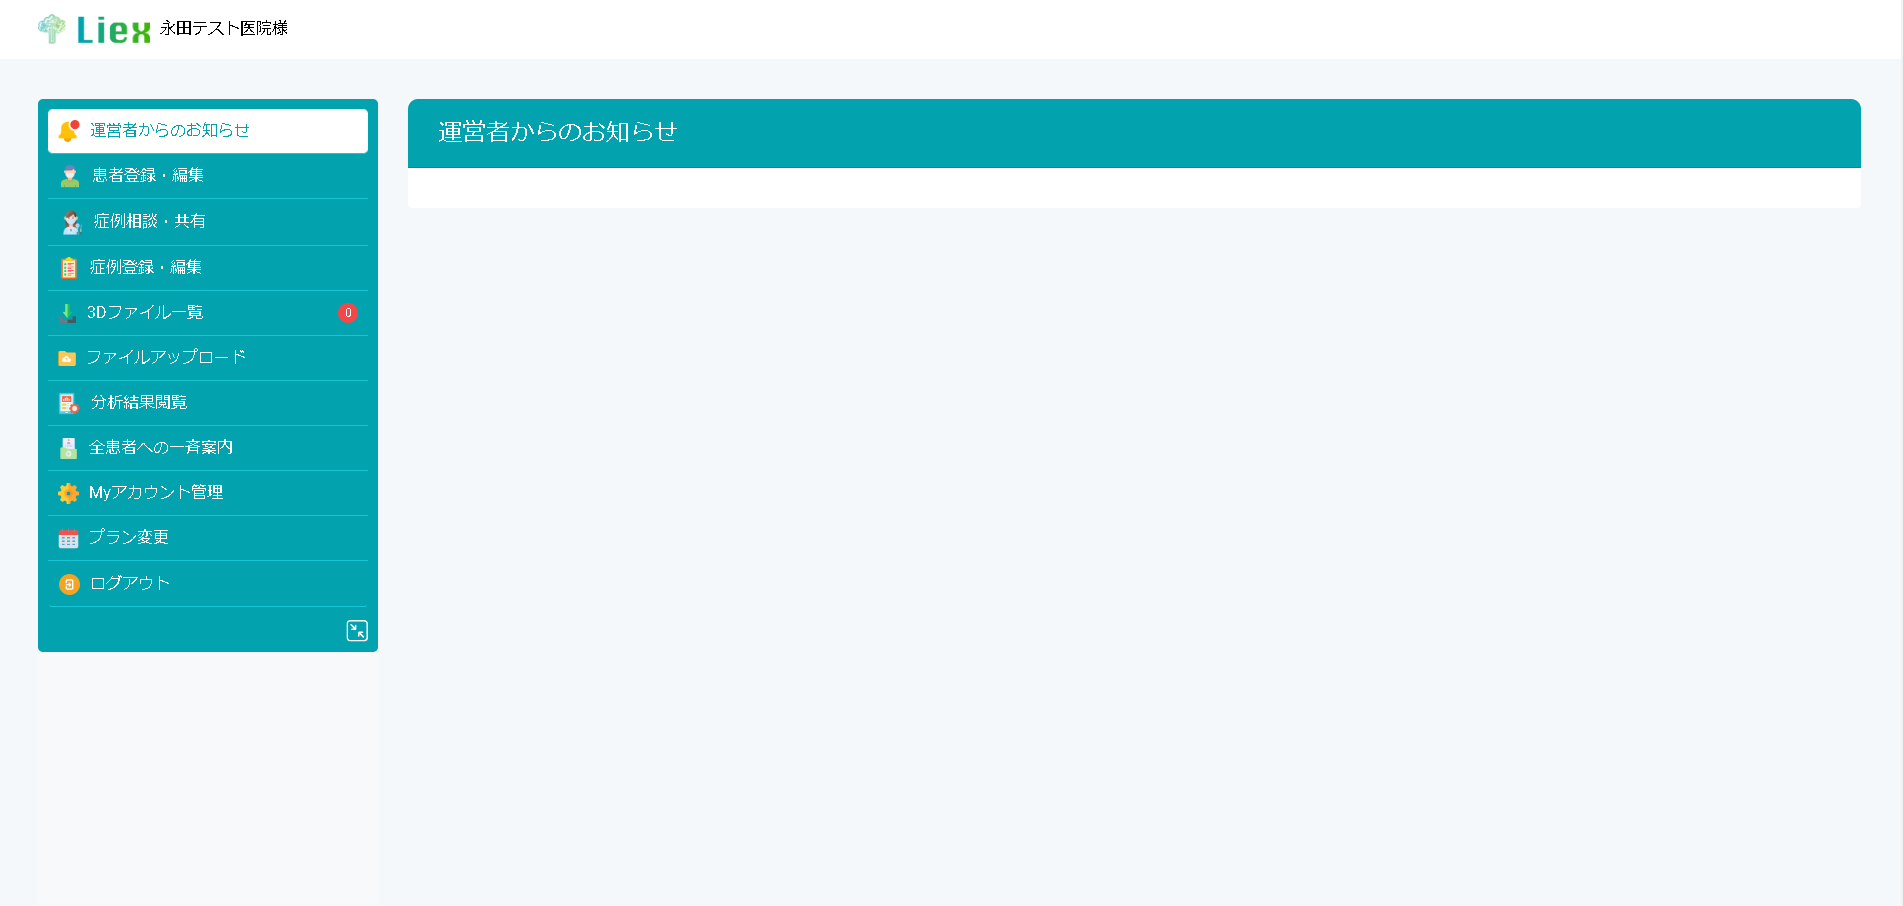 Liex 永田テスト医院様
運営者からのお知らせ
患者登録・編集
症例相談・共有
症例登録・編集
3Dファイル一覧 0
ファイルアップロード
分析結果閲覧
全患者への一斉案内
Myアカウント管理
プラン変更
ログアウト
運営者からのお知らせ